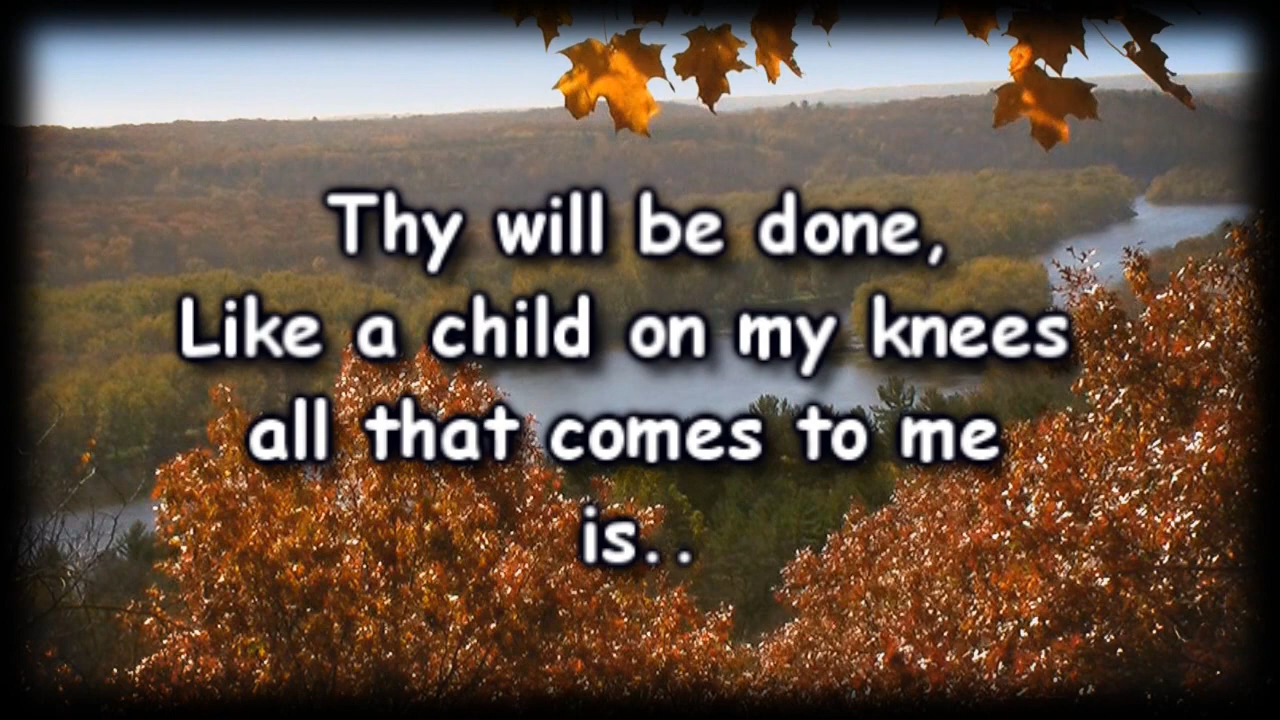 Thy will be done,
Like a child on my knees
all that comes to me
is..